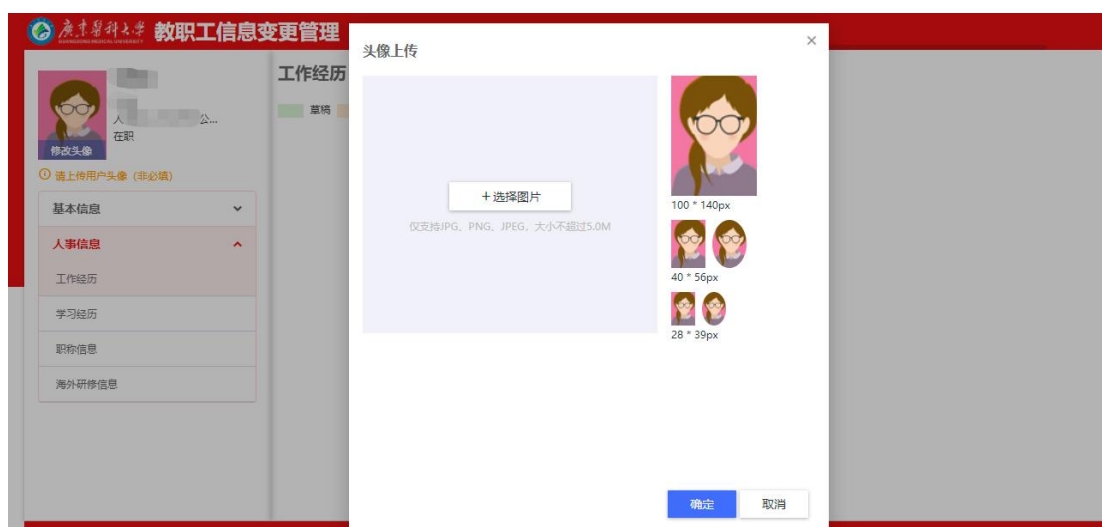 广东医科大学 教职工信息变更管理
GUANGDONG MEDICAL UNIVERSITY
人
公...
在职
修改头像
请上传用户头像（非必填）
基本信息
人事信息
工作经历
学习经历
职称信息
海外研修信息
工作经历
草稿
头像上传
×
+选择图片
仅支持JPG、PNG、JPEG，大小不超过5.0M
100 * 140px
40 * 56px
28 * 39px
确定 取消